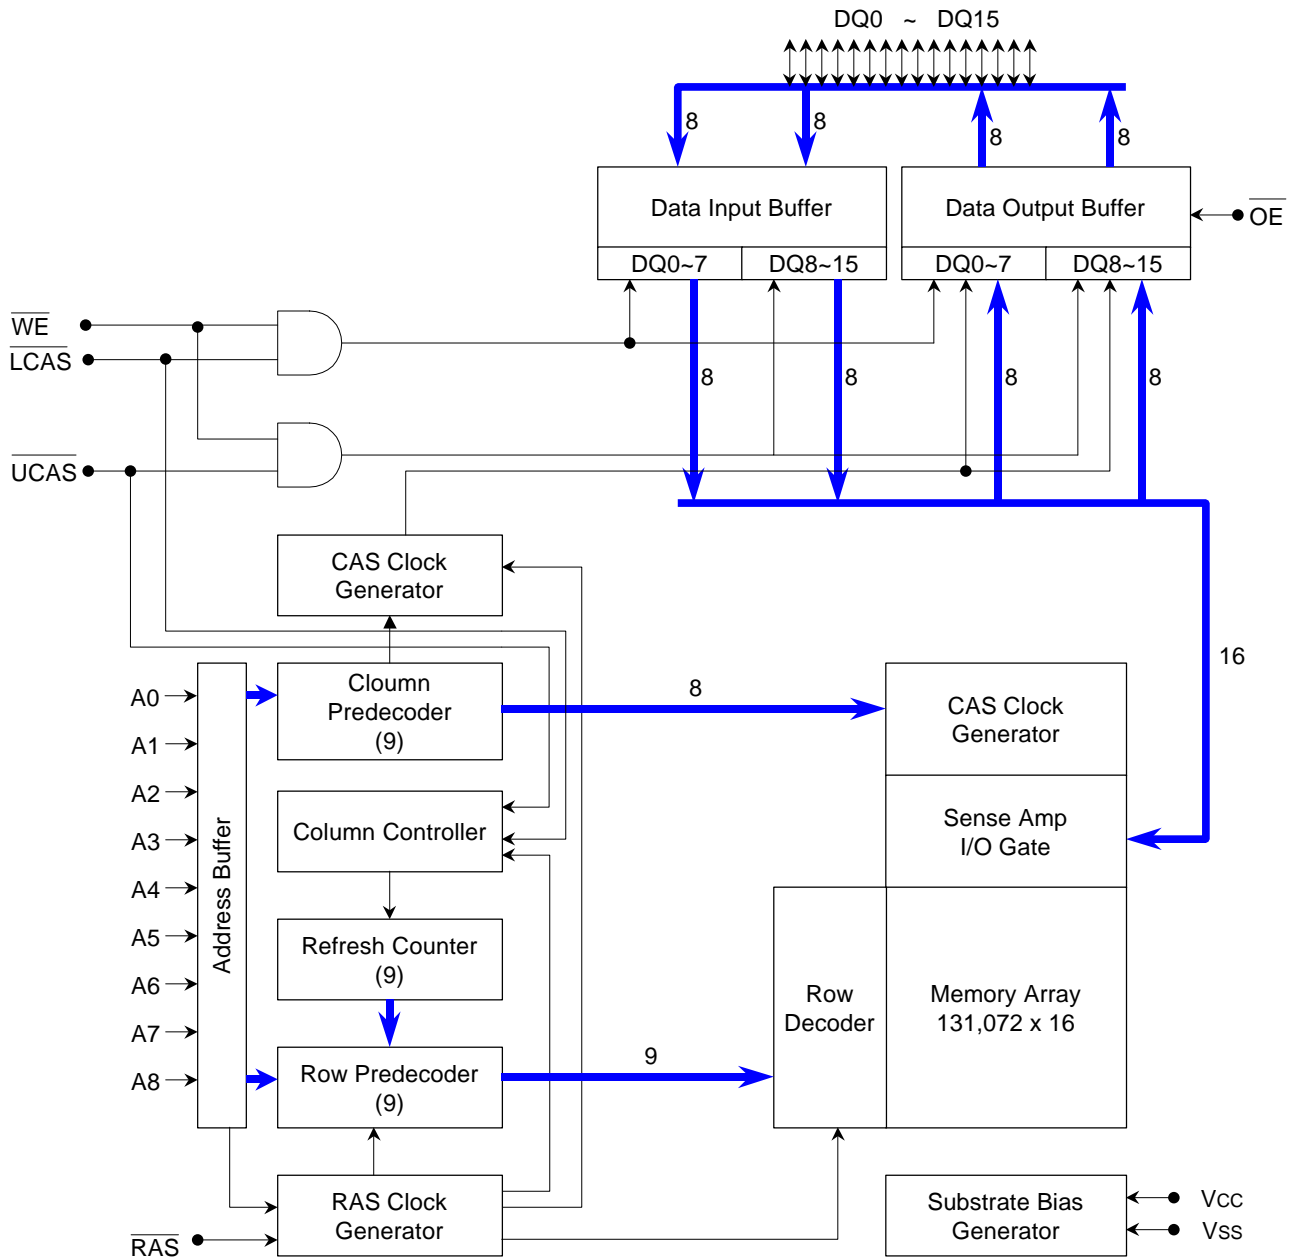 DQ0 ~ DQ15
8
8
8
8
Data Input Buffer
Data Output Buffer
OE
DQ0~7
DQ8~15
DQ0~7
DQ8~15
WE
LCAS
8
8
8
8
UCAS
CAS Clock
Generator
16
A0
A1
A2
A3
A4
A5
A6
A7
A8
Address Buffer
Cloumn
Predecoder
(9)
8
CAS Clock
Generator
Column Controller
Sense Amp
I/O Gate
Refresh Counter
(9)
Row
Decoder
Memory Array
131,072 x 16
Row Predecoder
(9)
9
RAS Clock
Generator
RAS
Substrate Bias
Generator
VCC
VSS